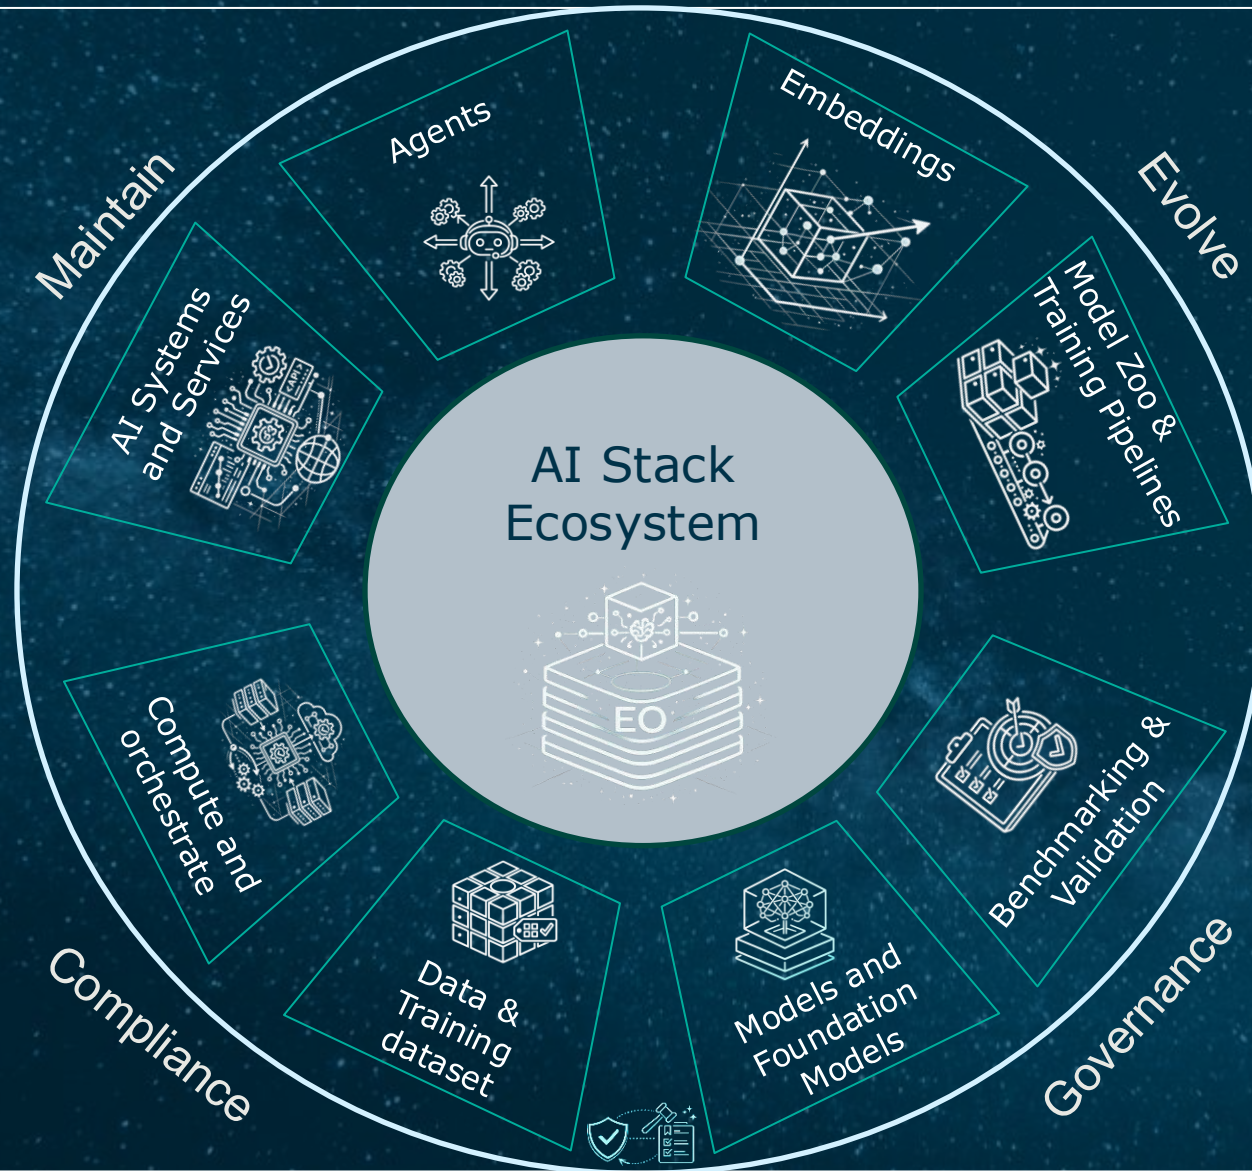 Agents
Embeddings
Maintain
Evolve
AI Systems
and Services
<API>
Model Zoo &
Training Pipelines
AI Stack
Ecosystem
EO
Compute and
orchestrate
Benchmarking &
Validation
Data &
Training
dataset
Models and
Foundation
Models
Compliance
Governance